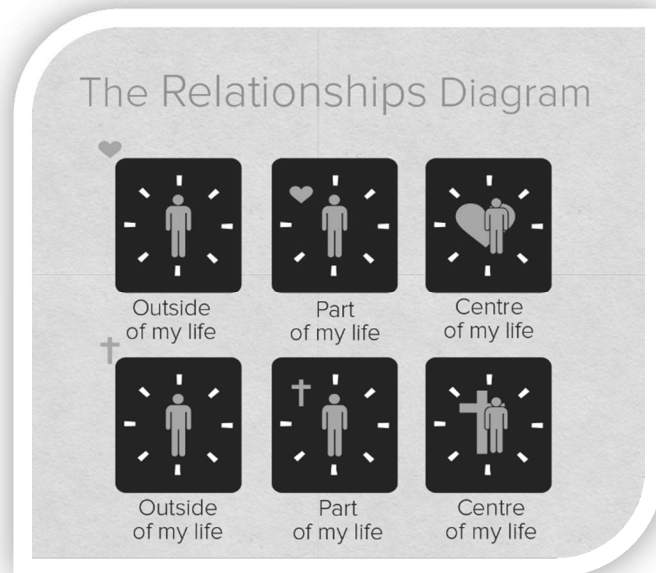 The Relationships Diagram
Outside
of my life
Part
of my life
Centre
of my life
Outside
of my life
Part
of my life
Centre
of my life